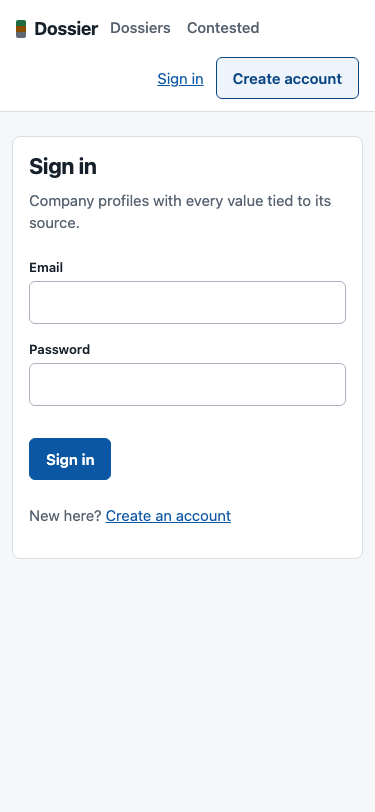 Dossier Dossiers Contested
Sign in Create account
Sign in
Company profiles with every value tied to its
source.
Email
Password
Sign in
New here? Create an account